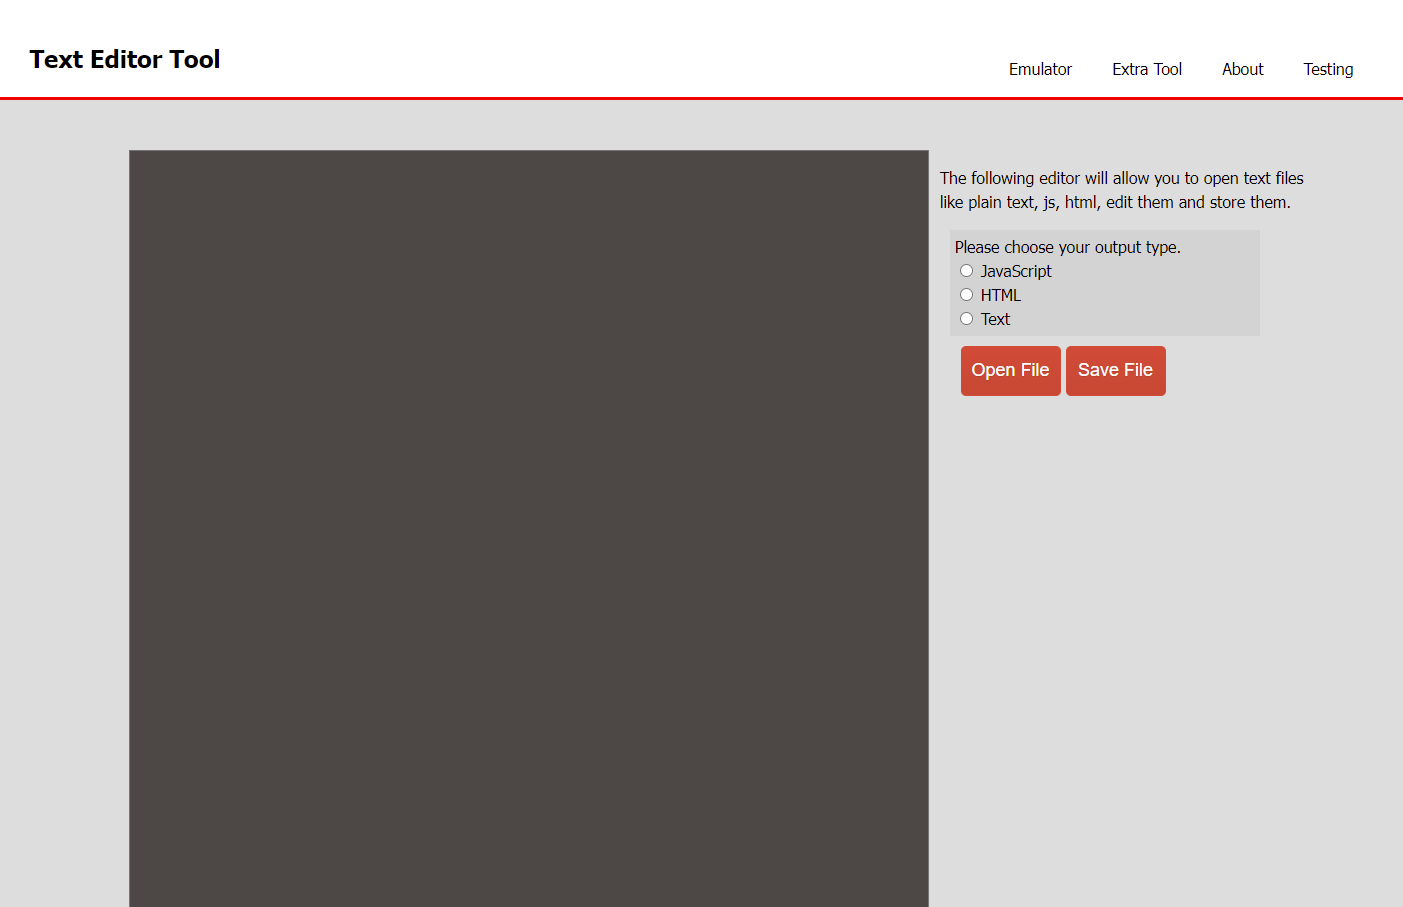 Text Editor Tool
Emulator Extra Tool About Testing
The following editor will allow you to open text files
like plain text, js, html, edit them and store them.
Please choose your output type.
JavaScript
HTML
Text
Open File Save File